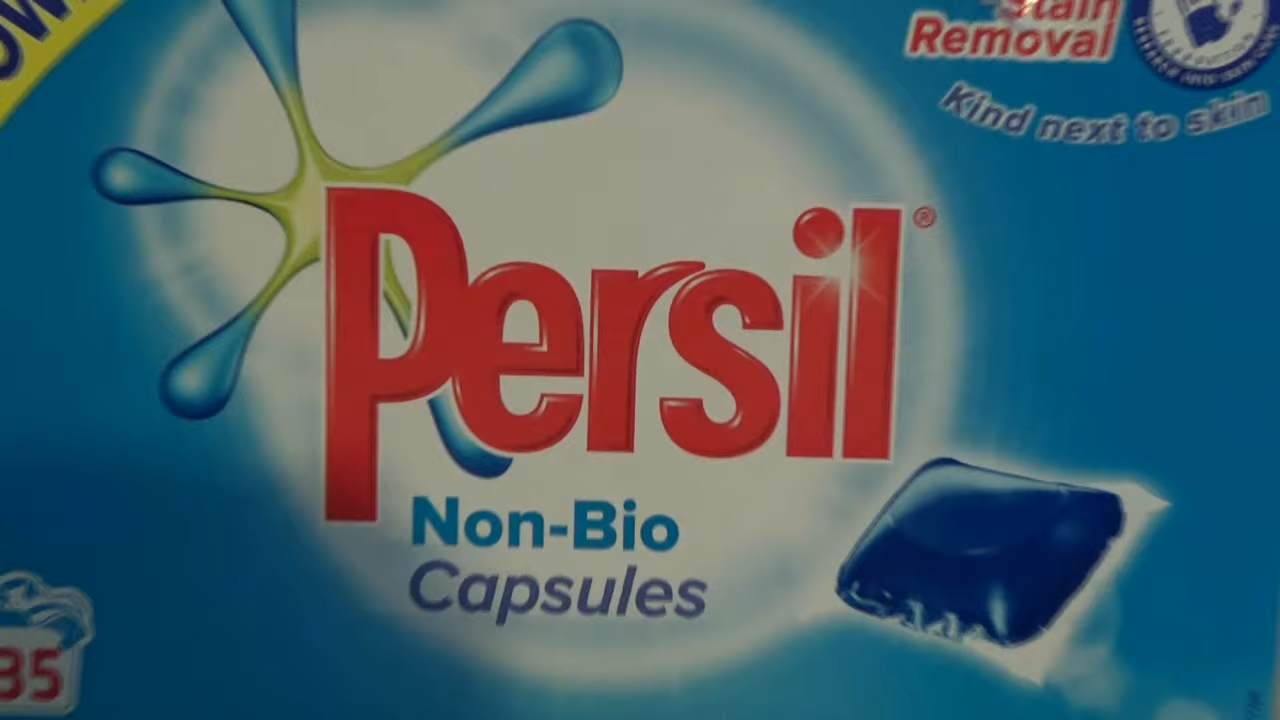 Stain
Removal
Kind next to skin
Persil®
Non-Bio
Capsules
35